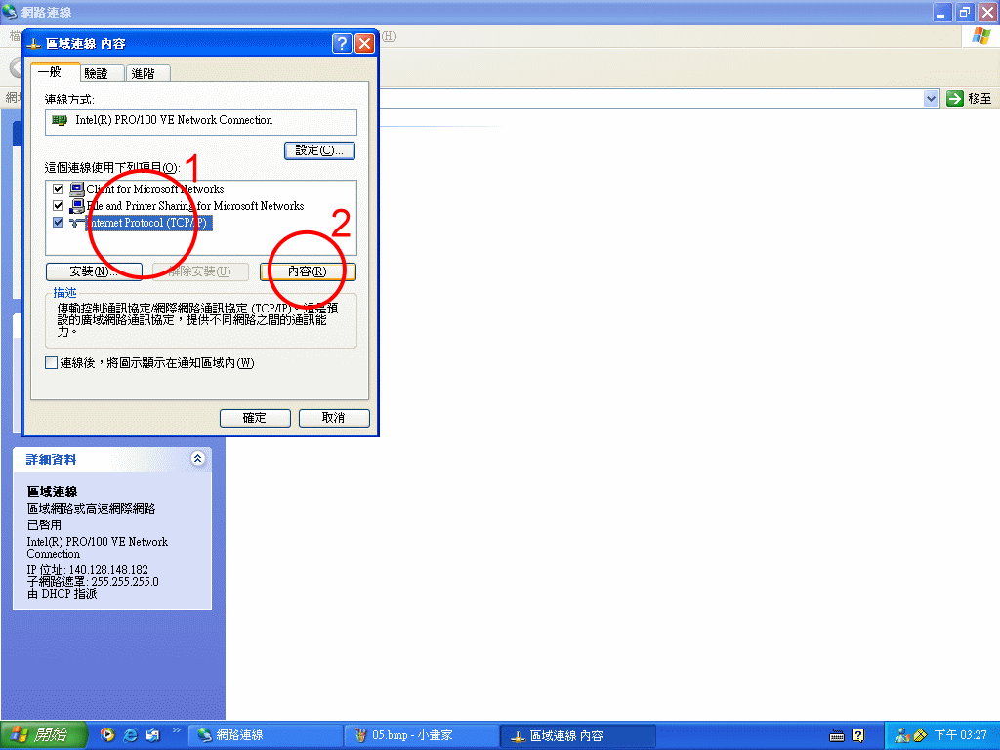 網路連線
(H)
區域連線 內容
一般
驗證
進階
移至
連線方式:
Intel(R) PRO/100 VE Network Connection
設定(C)...
這個連線使用下列項目(O):
1
Client for Microsoft Networks
File and Printer Sharing for Microsoft Networks
Internet Protocol (TCP/IP)
2
安裝(N)...
解除安裝(U)
內容(R)
描述
傳輸控制通訊協定/網際網路通訊協定 (TCP/IP)。這是預
設的廣域網路通訊協定，提供不同網路之間的通訊能
力。
連線後，將圖示顯示在通知區域內(W)
確定
取消
詳細資料
區域連線
區域網路或高速網際網路
已啓用
Intel(R) PRO/100 VE Network
Connection
IP 位址: 140.128.148.182
子網路遮罩: 255.255.255.0
由 DHCP 指派
開始
網路連線
05.bmp - 小畫家
區域連線 內容
下午 03:27